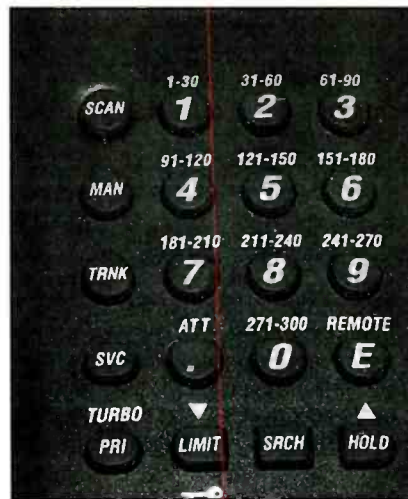 1-30 31-60 61-90
SCAN 1 2 3
91-120 121-150 151-180
MAN 4 5 6
181-210 211-240 241-270
TRNK 7 8 9
ATT 271-300 REMOTE
SVC . 0 E
TURBO ▼ ▲
PRI LIMIT SRCH HOLD